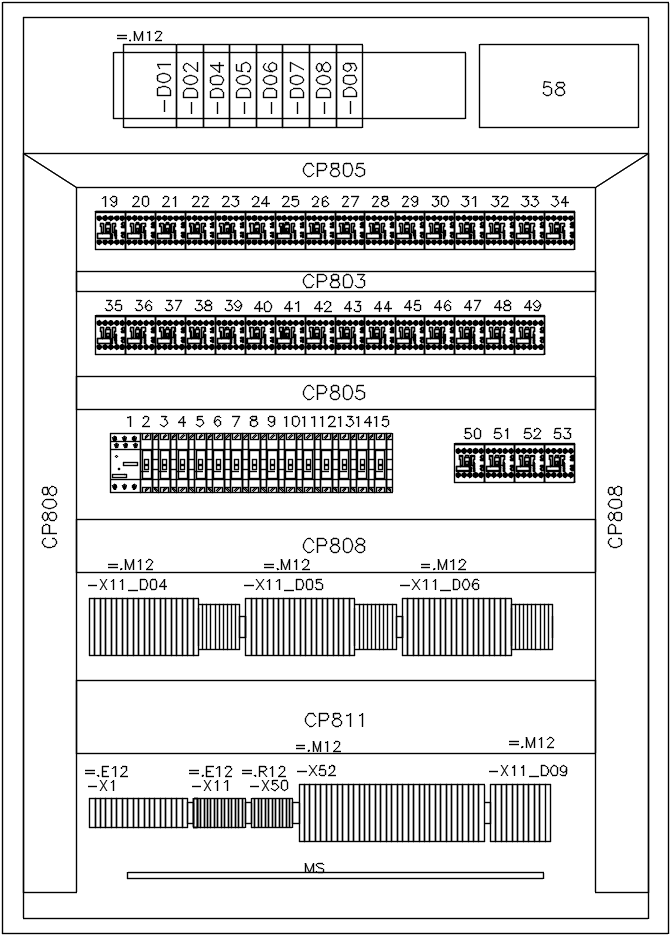 =.M12
-D01 -D02 -D04 -D05 -D06 -D07 -D08 -D09
58
CP805
19 20 21 22 23 24 25 26 27 28 29 30 31 32 33 34
CP803
35 36 37 38 39 40 41 42 43 44 45 46 47 48 49
CP805
1 2 3 4 5 6 7 8 9 10 11 12 13 14 15
50 51 52 53
CP808
CP808
CP808
=.M12 =.M12 =.M12
-X11_D04 -X11_D05 -X11_D06
CP811
=.M12 =.M12
=.E12 =.E12 =.R12
-X1 -X11 -X50 -X52 -X11_D09
MS